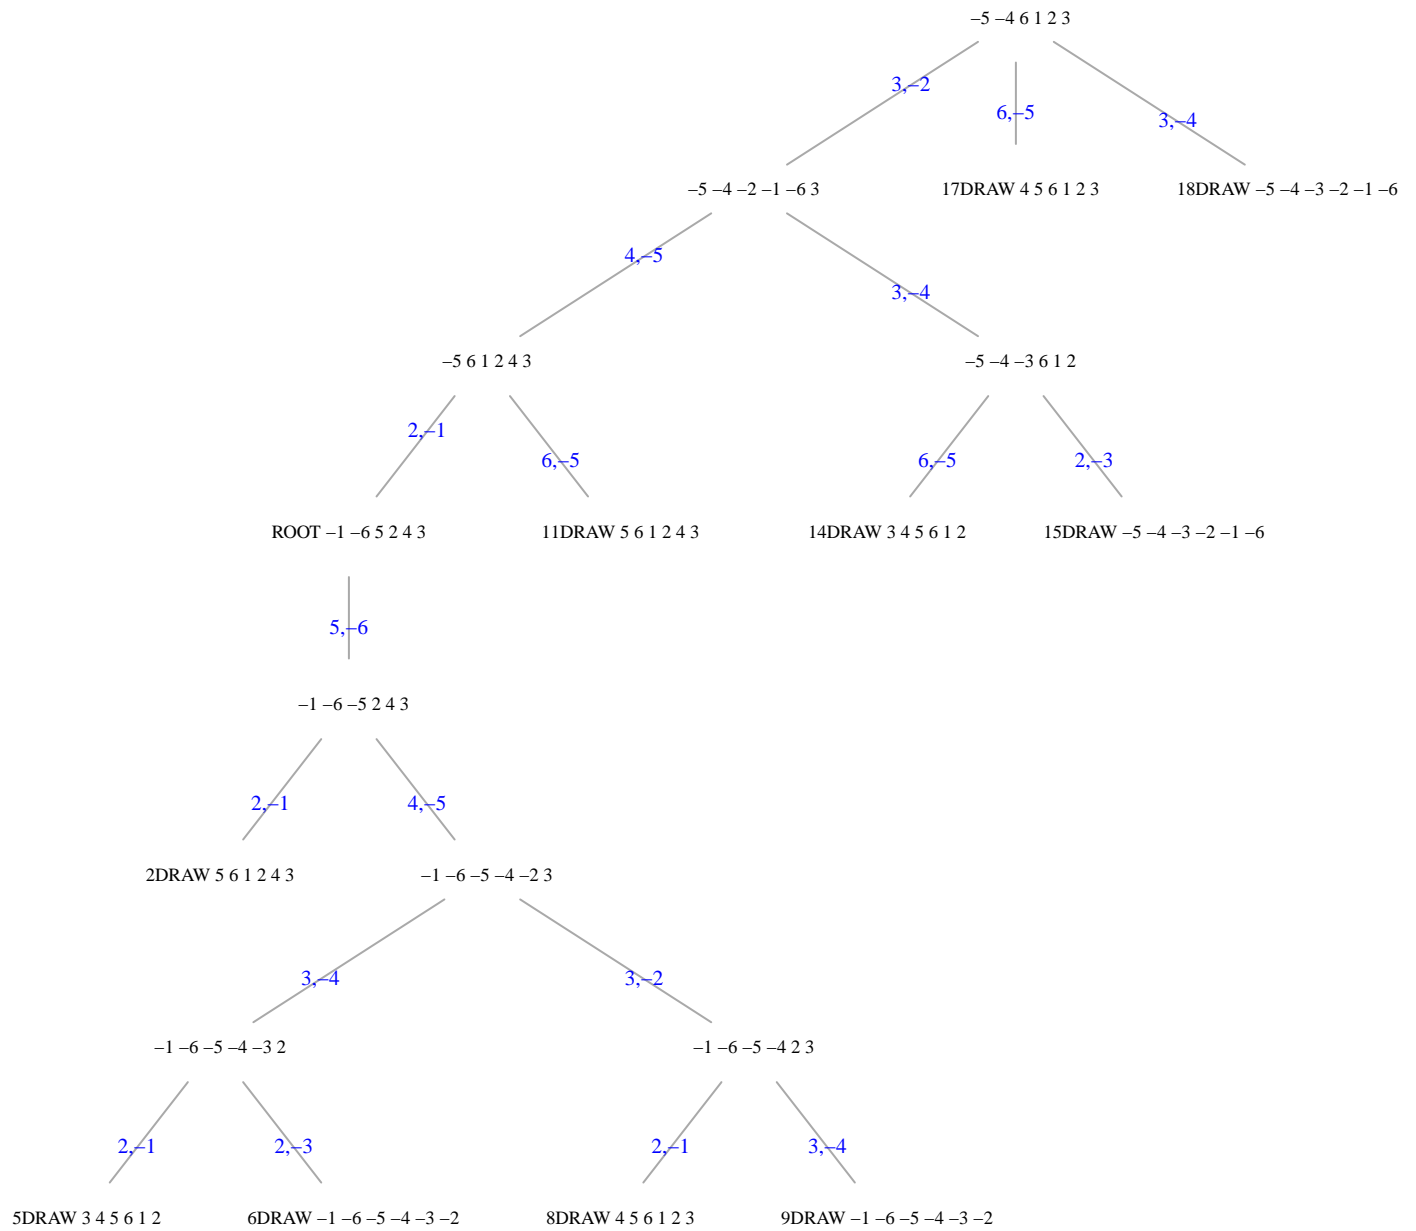 –5 –4 6 1 2 3
3,–2
6,–5
3,–4
–5 –4 –2 –1 –6 3
17DRAW 4 5 6 1 2 3
18DRAW –5 –4 –3 –2 –1 –6
4,–5
3,–4
–5 6 1 2 4 3
–5 –4 –3 6 1 2
2,–1
6,–5
6,–5
2,–3
ROOT –1 –6 5 2 4 3
11DRAW 5 6 1 2 4 3
14DRAW 3 4 5 6 1 2
15DRAW –5 –4 –3 –2 –1 –6
5,–6
–1 –6 –5 2 4 3
2,–1
4,–5
2DRAW 5 6 1 2 4 3
–1 –6 –5 –4 –2 3
3,–4
3,–2
–1 –6 –5 –4 –3 2
–1 –6 –5 –4 2 3
2,–1
2,–3
2,–1
3,–4
5DRAW 3 4 5 6 1 2
6DRAW –1 –6 –5 –4 –3 –2
8DRAW 4 5 6 1 2 3
9DRAW –1 –6 –5 –4 –3 –2